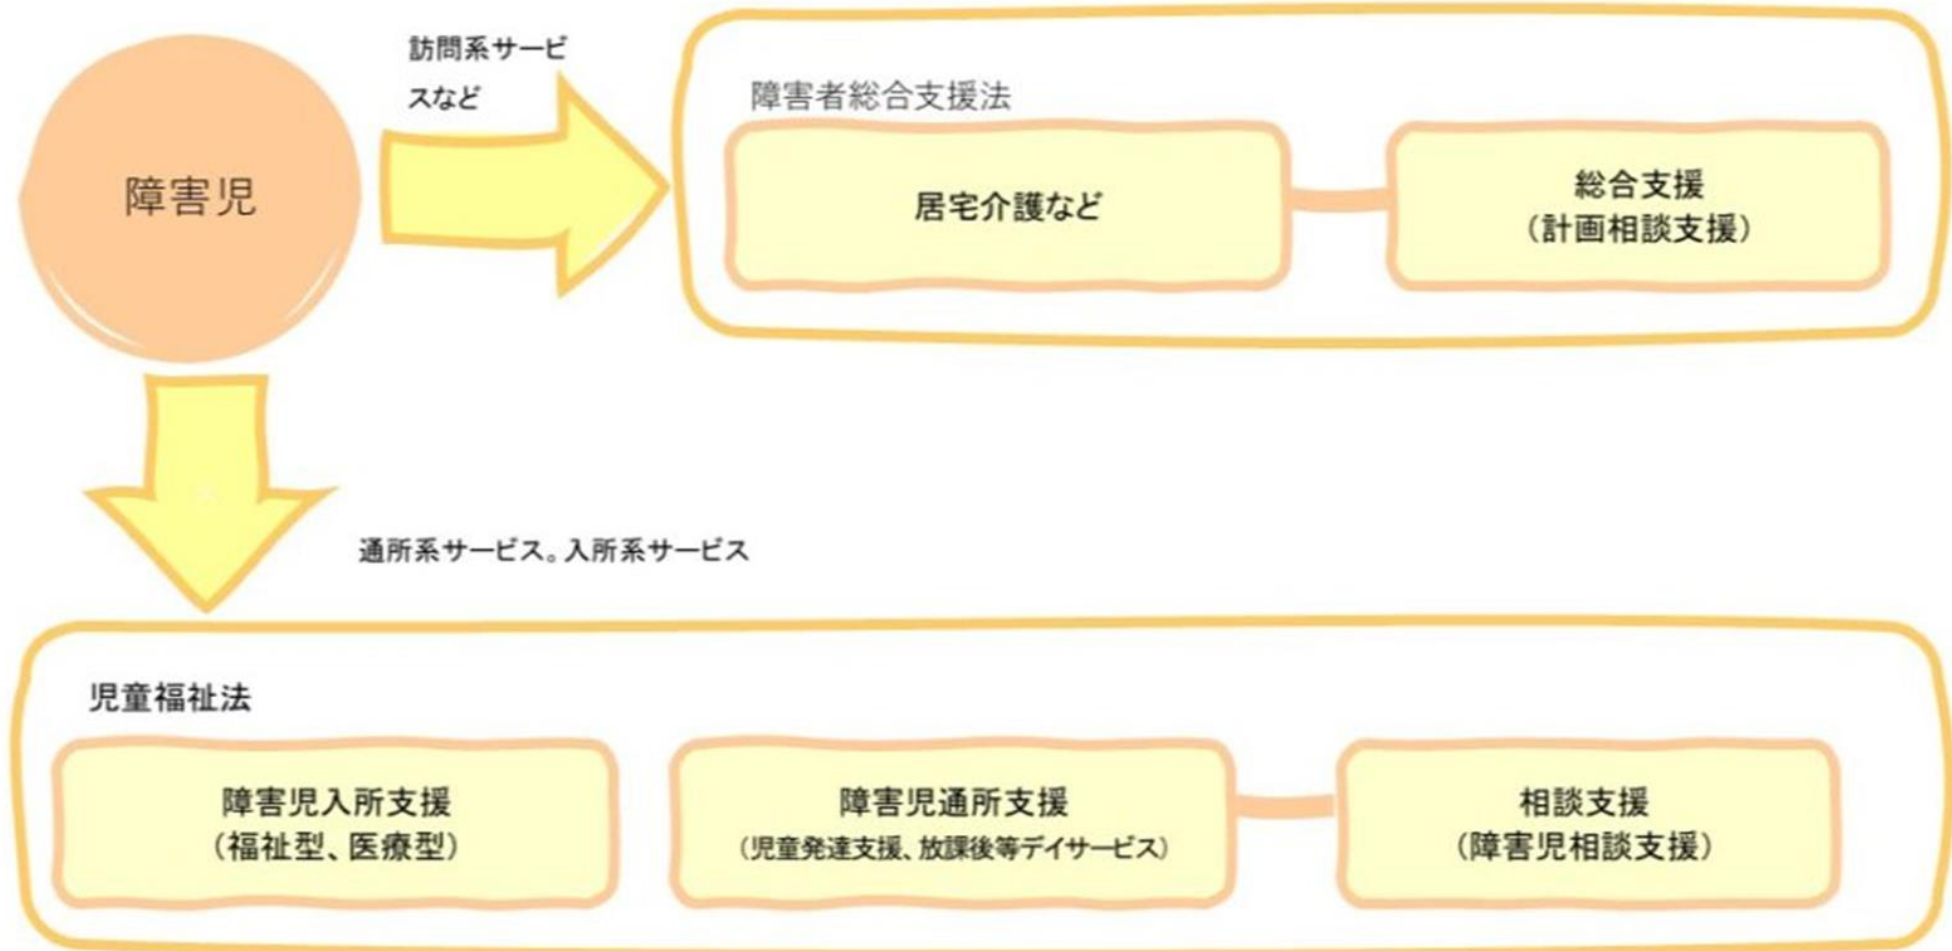 障害児
訪問系サービ
スなど
障害者総合支援法
居宅介護など
総合支援
（計画相談支援）
通所系サービス。入所系サービス
児童福祉法
障害児入所支援
（福祉型、医療型）
障害児通所支援
（児童発達支援、放課後等デイサービス）
相談支援
（障害児相談支援）